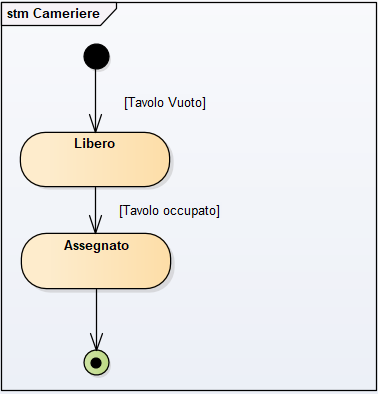 stm Cameriere
[Tavolo Vuoto]
Libero
[Tavolo occupato]
Assegnato